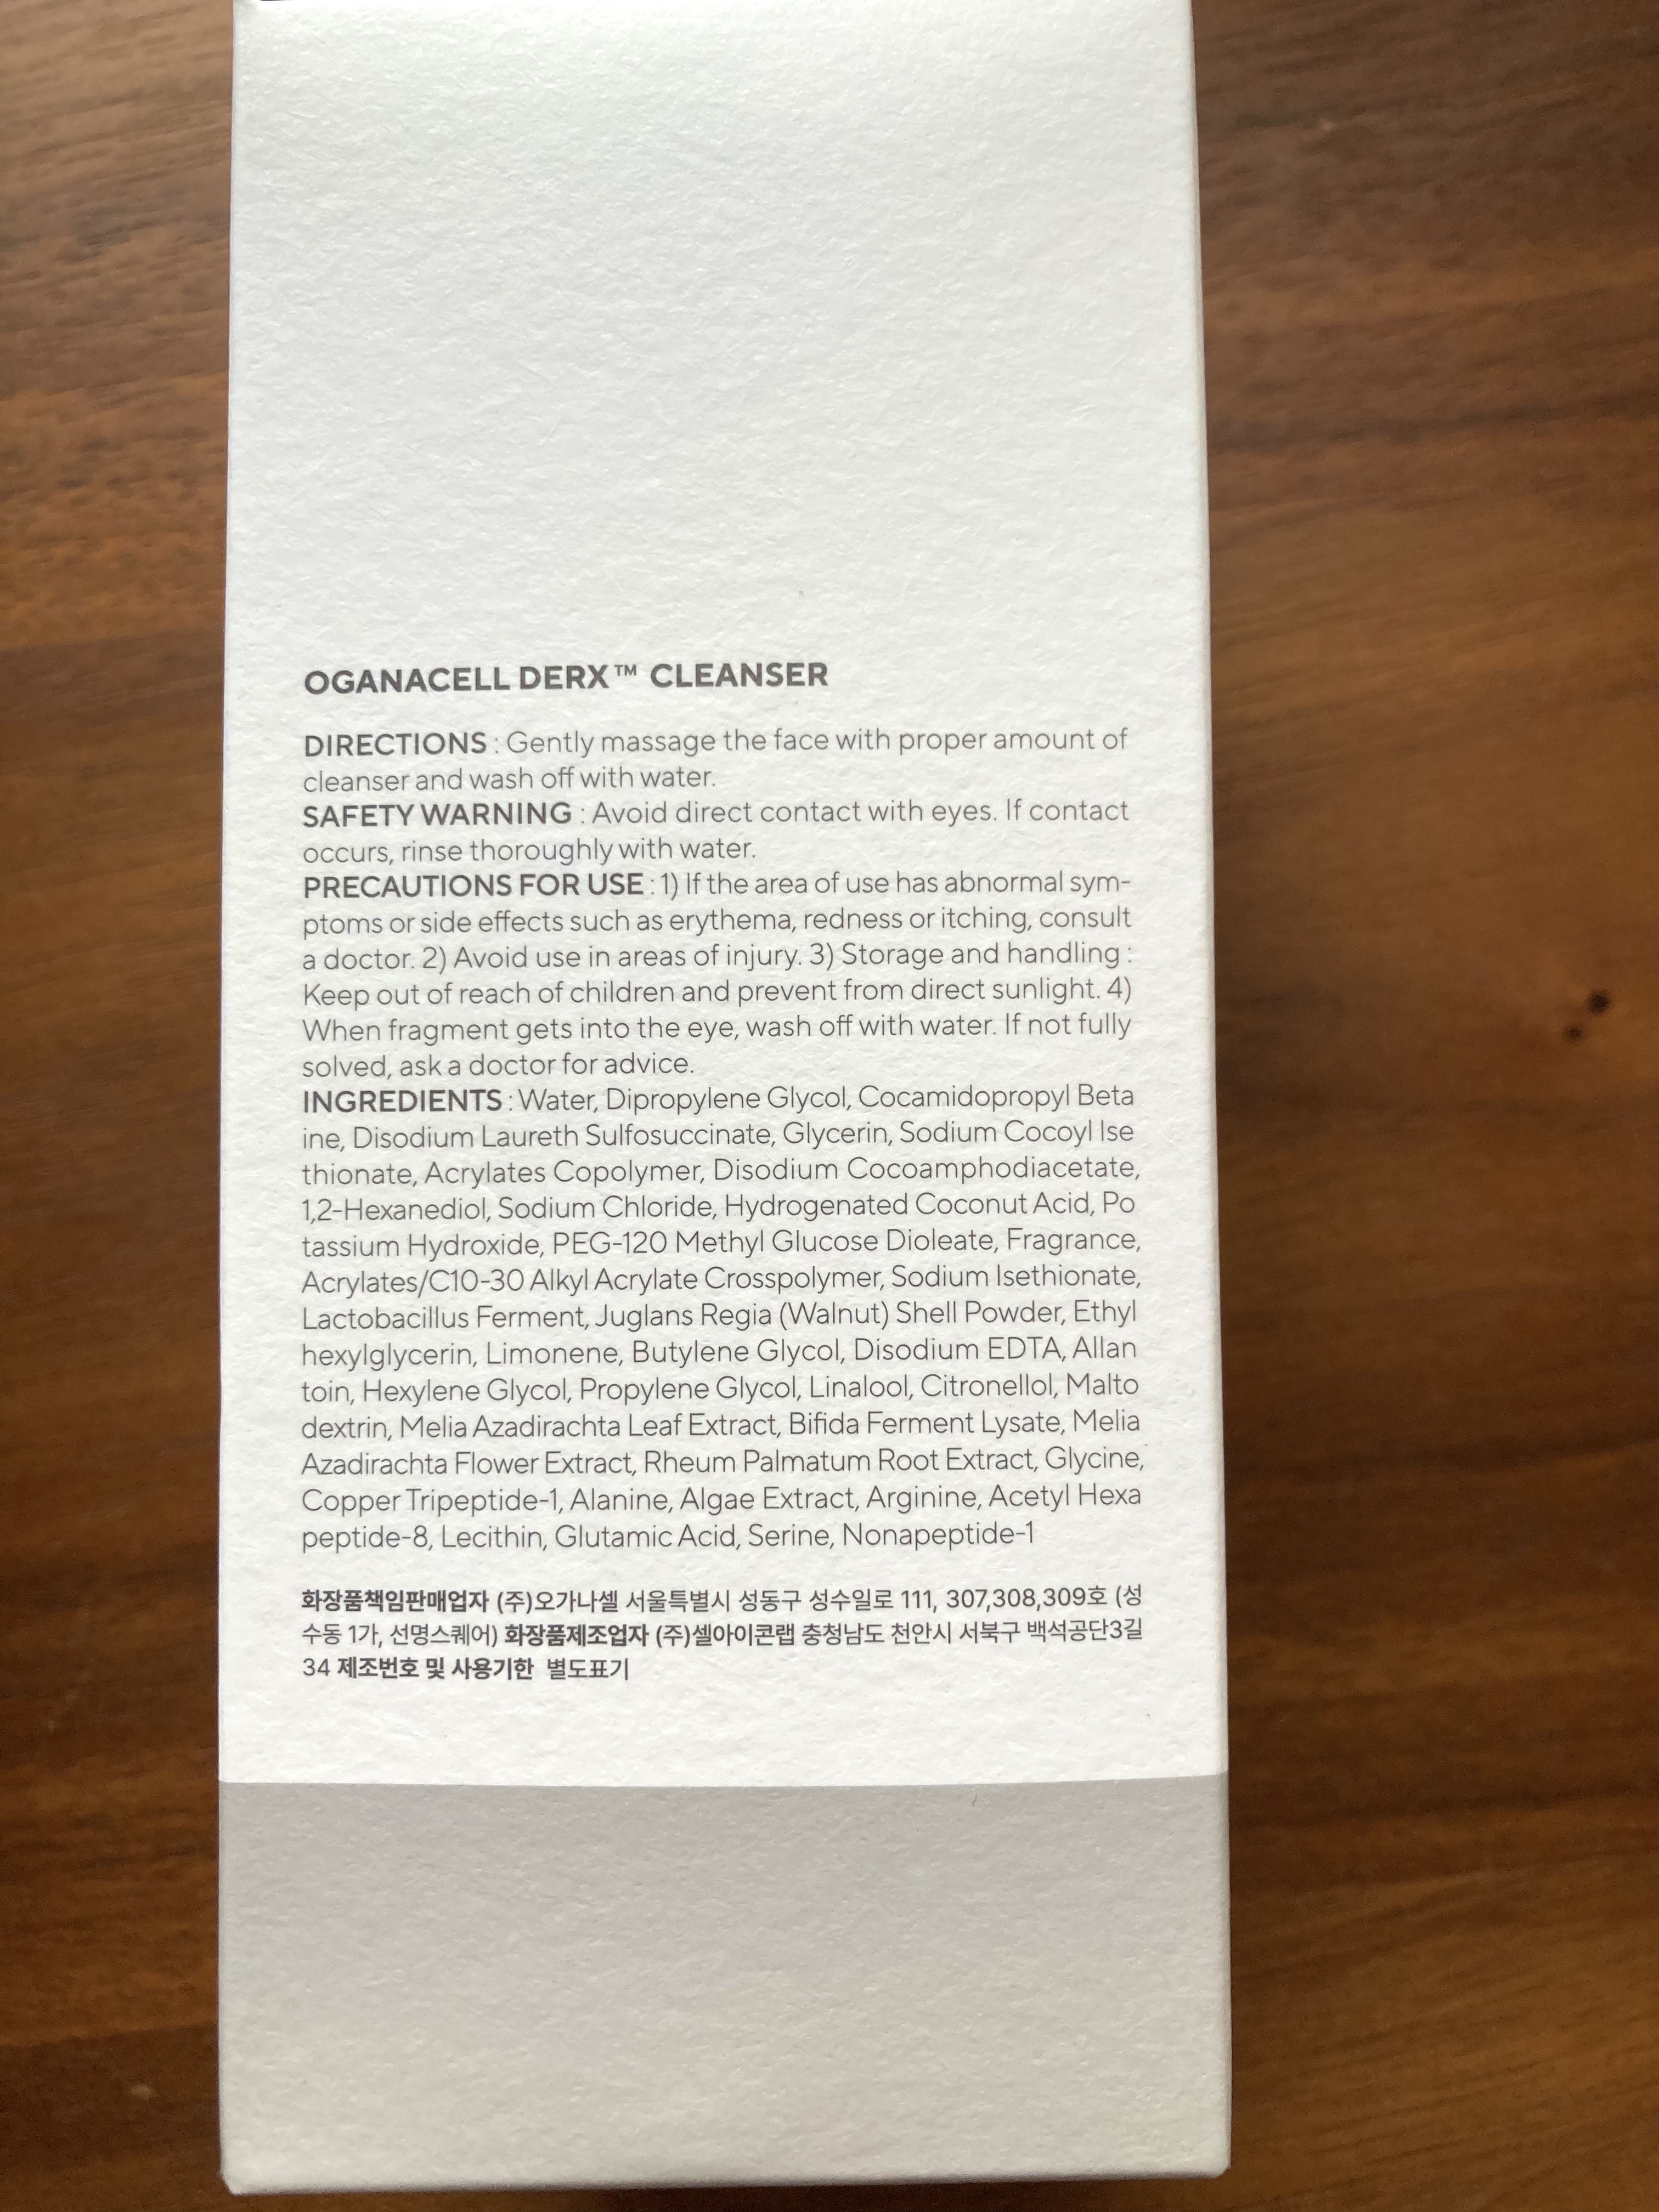 OGANACELL DERX™ CLEANSER
DIRECTIONS : Gently massage the face with proper amount of
cleanser and wash off with water.
SAFETY WARNING : Avoid direct contact with eyes. If contact
occurs, rinse thoroughly with water.
PRECAUTIONS FOR USE : 1) If the area of use has abnormal sym-
ptoms or side effects such as erythema, redness or itching, consult
a doctor. 2) Avoid use in areas of injury. 3) Storage and handling :
Keep out of reach of children and prevent from direct sunlight. 4)
When fragment gets into the eye, wash off with water. If not fully
solved, ask a doctor for advice.
INGREDIENTS : Water, Dipropylene Glycol, Cocamidopropyl Beta
ine, Disodium Laureth Sulfosuccinate, Glycerin, Sodium Cocoyl Ise
thionate, Acrylates Copolymer, Disodium Cocoamphodiacetate,
1,2-Hexanediol, Sodium Chloride, Hydrogenated Coconut Acid, Po
tassium Hydroxide, PEG-120 Methyl Glucose Dioleate, Fragrance,
Acrylates/C10-30 Alkyl Acrylate Crosspolymer, Sodium Isethionate,
Lactobacillus Ferment, Juglans Regia (Walnut) Shell Powder, Ethyl
hexylglycerin, Limonene, Butylene Glycol, Disodium EDTA, Allan
toin, Hexylene Glycol, Propylene Glycol, Linalool, Citronellol, Malto
dextrin, Melia Azadirachta Leaf Extract, Bifida Ferment Lysate, Melia
Azadirachta Flower Extract, Rheum Palmatum Root Extract, Glycine,
Copper Tripeptide-1, Alanine, Algae Extract, Arginine, Acetyl Hexa
peptide-8, Lecithin, Glutamic Acid, Serine, Nonapeptide-1
화장품책임판매업자 (주)오가나셀 서울특별시 성동구 성수일로 111, 307,308,309호 (성
수동 1가, 선명스퀘어) 화장품제조업자 (주)셀아이콘랩 충청남도 천안시 서북구 백석공단3길
34 제조번호 및 사용기한 별도표기